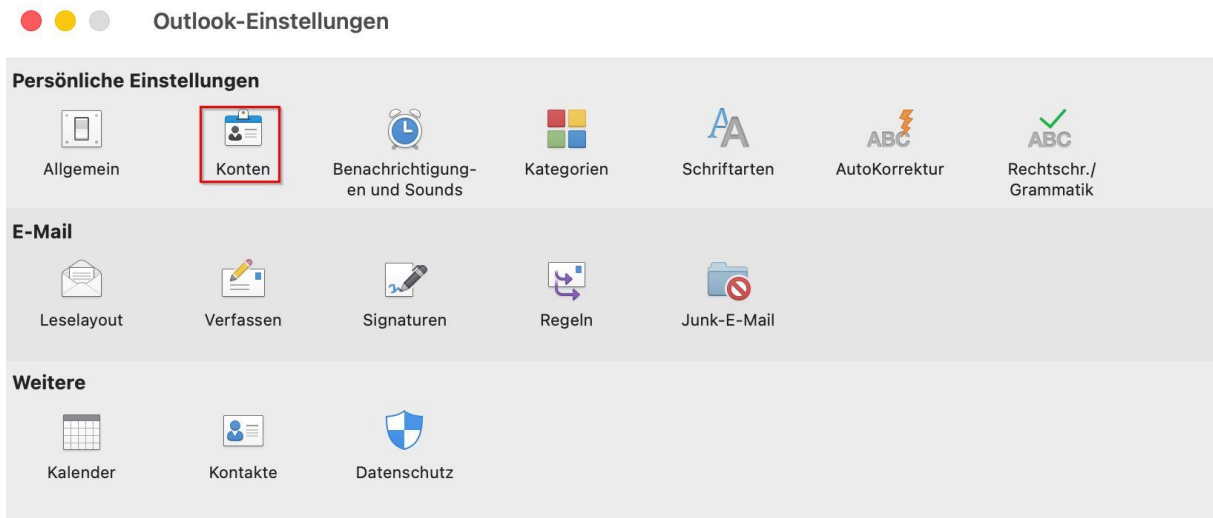 Outlook-Einstellungen
Persönliche Einstellungen
Allgemein
Konten
Benachrichtigung-
en und Sounds
Kategorien
Schriftarten
ABC
AutoKorrektur
ABC
Rechtschr./
Grammatik
E-Mail
Leselayout
Verfassen
Signaturen
Regeln
Junk-E-Mail
Weitere
Kalender
Kontakte
Datenschutz